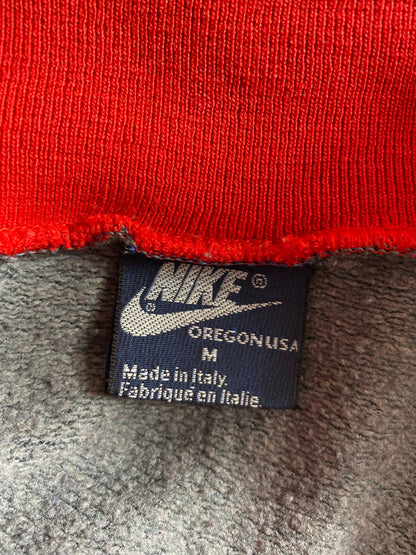 NIKE®
®
OREGON USA
M
Made in Italy.
Fabriqué en Italie.